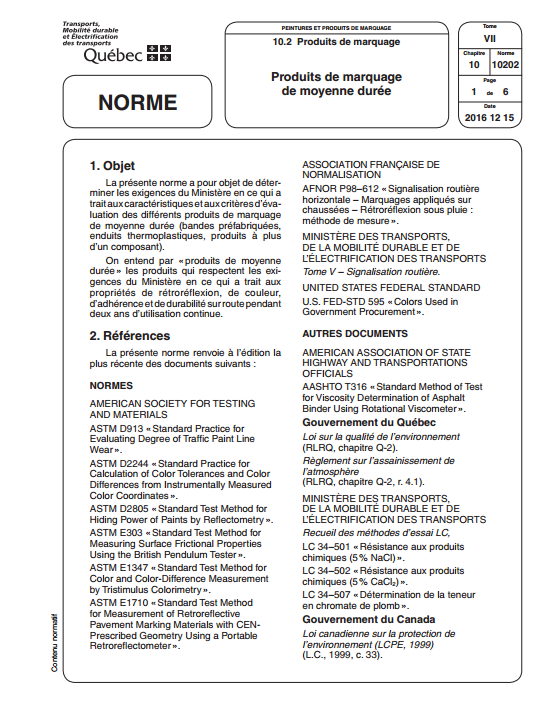 Transports,
Mobilité durable
et Électrification
des transports
Québec
NORME
PEINTURES ET PRODUITS DE MARQUAGE
10.2 Produits de marquage
Produits de marquage
de moyenne durée
Tome
VII
Chapitre
Norme
10
10202
Page
1 de 6
Date
2016 12 15
1. Objet
La présente norme a pour objet de déter-
miner les exigences du Ministère en ce qui a
trait aux caractéristiques et aux critères d’éva-
luation des différents produits de marquage
de moyenne durée (bandes préfabriquées,
enduits thermoplastiques, produits à plus
d’un composant).
On entend par « produits de moyenne
durée » les produits qui respectent les exi-
gences du Ministère en ce qui a trait aux
propriétés de rétroréflexion, de couleur,
d’adhérence et de durabilité sur route pendant
deux ans d’utilisation continue.
2. Références
La présente norme renvoie à l’édition la
plus récente des documents suivants :
NORMES
AMERICAN SOCIETY FOR TESTING
AND MATERIALS
ASTM D913 « Standard Practice for
Evaluating Degree of Traffic Paint Line
Wear ».
ASTM D2244 « Standard Practice for
Calculation of Color Tolerances and Color
Differences from Instrumentally Measured
Color Coordinates ».
ASTM D2805 « Standard Test Method for
Hiding Power of Paints by Reflectometry ».
ASTM E303 « Standard Test Method for
Measuring Surface Frictional Properties
Using the British Pendulum Tester ».
ASTM E1347 « Standard Test Method for
Color and Color-Difference Measurement
by Tristimulus Colorimetry ».
ASTM E1710 « Standard Test Method
for Measurement of Retroreflective
Pavement Marking Materials with CEN-
Prescribed Geometry Using a Portable
Retroreflectometer ».
ASSOCIATION FRANÇAISE DE
NORMALISATION
AFNOR P98–612 « Signalisation routière
horizontale – Marquages appliqués sur
chaussées – Rétroréflexion sous pluie :
méthode de mesure ».
MINISTÈRE DES TRANSPORTS,
DE LA MOBILITÉ DURABLE ET DE
L’ÉLECTRIFICATION DES TRANSPORTS
Tome V – Signalisation routière.
UNITED STATES FEDERAL STANDARD
U.S. FED-STD 595 « Colors Used in
Government Procurement ».
AUTRES DOCUMENTS
AMERICAN ASSOCIATION OF STATE
HIGHWAY AND TRANSPORTATIONS
OFFICIALS
AASHTO T316 « Standard Method of Test
for Viscosity Determination of Asphalt
Binder Using Rotational Viscometer ».
Gouvernement du Québec
Loi sur la qualité de l’environnement
(RLRQ, chapitre Q-2).
Règlement sur l’assainissement de
l’atmosphère
(RLRQ, chapitre Q-2, r. 4.1).
MINISTÈRE DES TRANSPORTS,
DE LA MOBILITÉ DURABLE ET DE
L’ÉLECTRIFICATION DES TRANSPORTS
Recueil des méthodes d’essai LC,
LC 34–501 « Résistance aux produits
chimiques (5 % NaCl) ».
LC 34–502 « Résistance aux produits
chimiques (5 % CaCl₂) ».
LC 34–507 « Détermination de la teneur
en chromate de plomb ».
Gouvernement du Canada
Loi canadienne sur la protection de
l’environnement (LCPE, 1999)
(L.C., 1999, c. 33).
Contenu normatif